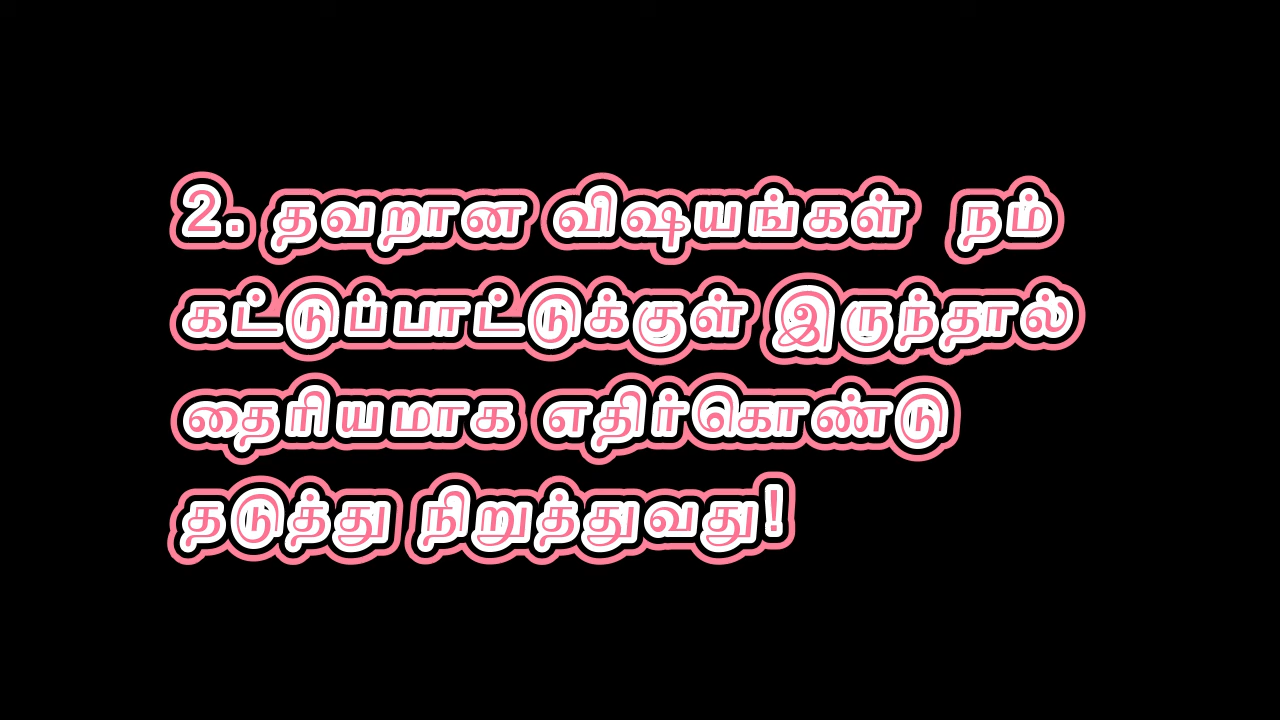 2. தவறான விஷயங்கள் நம்
கட்டுப்பாட்டுக்குள் இருந்தால்
தைரியமாக எதிர்கொண்டு
தடுத்து நிறுத்துவது!